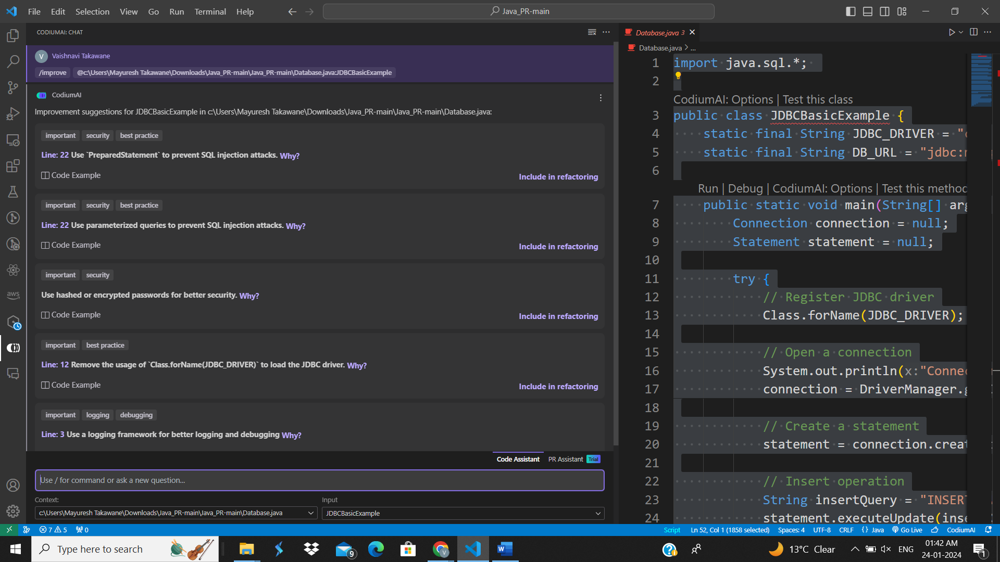 File Edit Selection View Go Run Terminal Help
Java_PR-main
CODIUMAI: CHAT
V Vaishnavi Takawane
/improve @c:\Users\Mayuresh Takawane\Downloads\Java_PR-main\Java_PR-main\Database.java:JDBCBasicExample
CodiumAI
Improvement suggestions for JDBCBasicExample in c:\Users\Mayuresh Takawane\Downloads\Java_PR-main\Java_PR-main\Database.java:
important security best practice
Line: 22 Use `PreparedStatement` to prevent SQL injection attacks. Why?
Code Example
Include in refactoring
important security best practice
Line: 22 Use parameterized queries to prevent SQL injection attacks. Why?
Code Example
Include in refactoring
important security
Use hashed or encrypted passwords for better security. Why?
Code Example
Include in refactoring
important best practice
Line: 12 Remove the usage of `Class.forName(JDBC_DRIVER)` to load the JDBC driver. Why?
Code Example
Include in refactoring
important logging debugging
Line: 3 Use a logging framework for better logging and debugging Why?
Code Assistant PR Assistant Trial
Use / for command or ask a new question...
Context:
c:\Users\Mayuresh Takawane\Downloads\Java_PR-main\Java_PR-main\Database.java
Input
JDBCBasicExample
aws
Database.java 3
Database.java > ...
1 import java.sql.*;
2
CodiumAI: Options | Test this class
3 public class JDBCBasicExample {
4 static final String JDBC_DRIVER = "
5 static final String DB_URL = "jdbc:
6
Run | Debug | CodiumAI: Options | Test this method
7 public static void main(String[] arg
8 Connection connection = null;
9 Statement statement = null;
10
11 try {
12 // Register JDBC driver
13 Class.forName(JDBC_DRIVER);
14
15 // Open a connection
16 System.out.println(x:"Connec
17 connection = DriverManager.g
18
19 // Create a statement
20 statement = connection.creat
21
22 // Insert operation
23 String insertQuery = "INSERT
24 statement.executeUpdate(inse
7 5 0
Script Ln 52, Col 1 (1858 selected) Spaces: 4 UTF-8 CRLF {} Java Go Live CodiumAI
Type here to search
9
13°C Clear
ENG
01:42 AM
24-01-2024
1